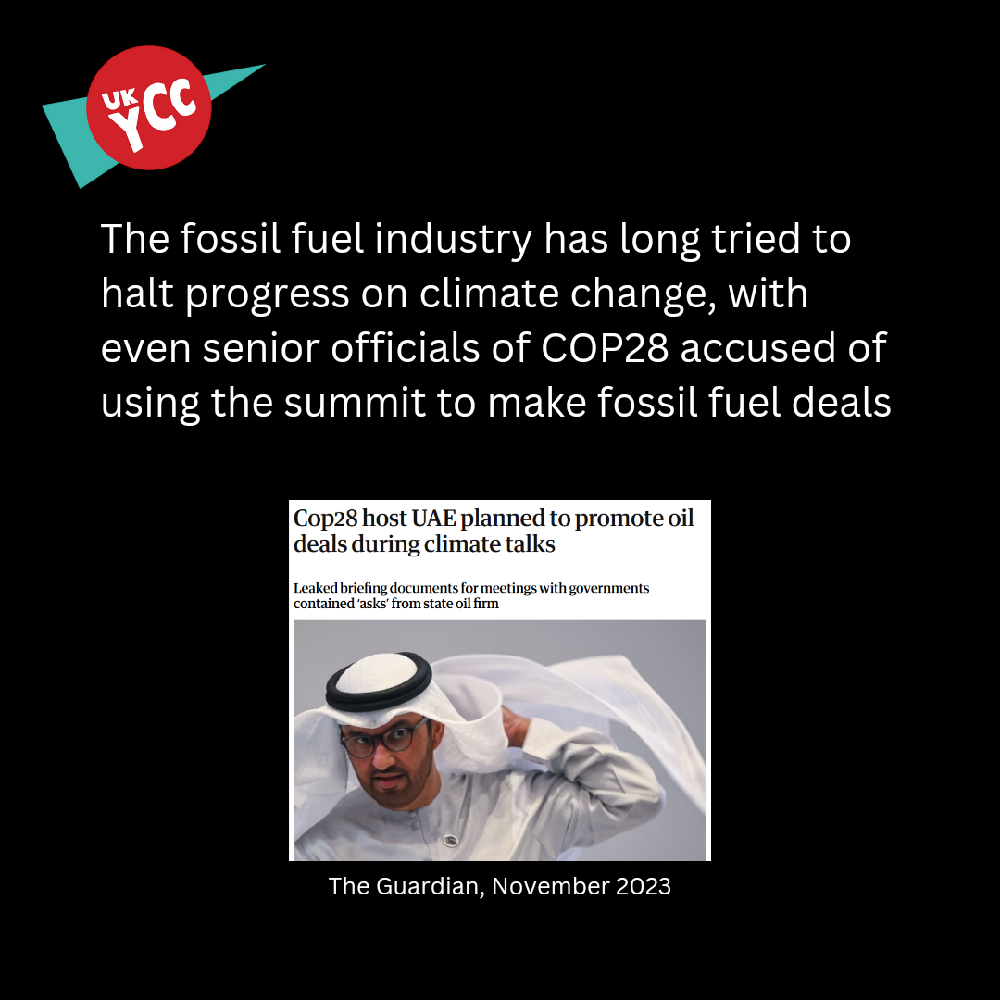 UK
YCC
The fossil fuel industry has long tried to
halt progress on climate change, with
even senior officials of COP28 accused of
using the summit to make fossil fuel deals
Cop28 host UAE planned to promote oil
deals during climate talks
Leaked briefing documents for meetings with governments
contained ‘asks’ from state oil firm
The Guardian, November 2023